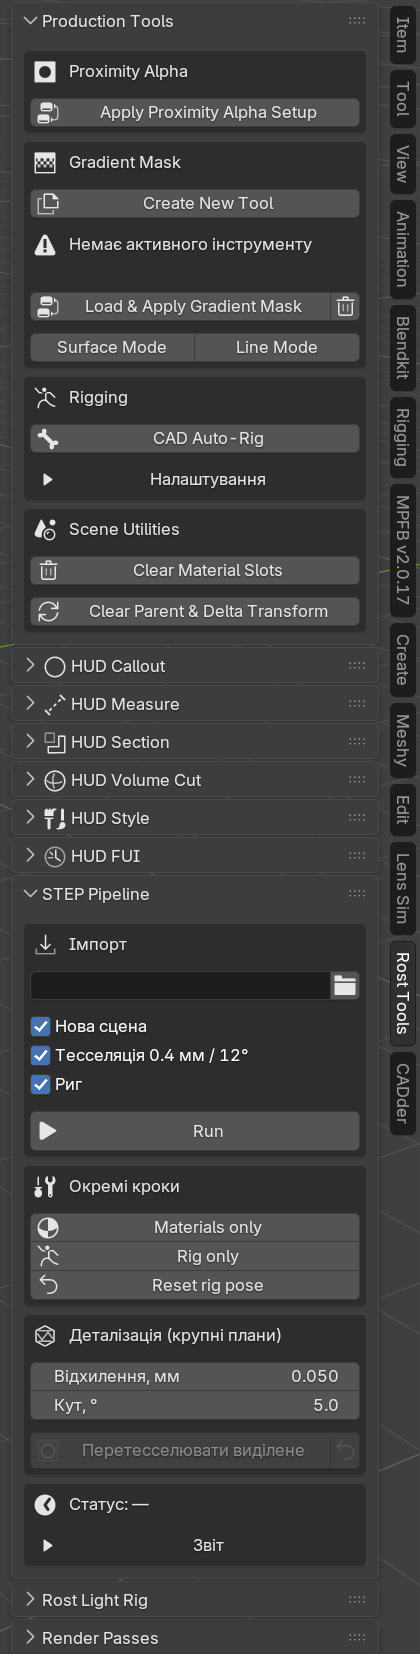 Production Tools
Proximity Alpha
Apply Proximity Alpha Setup
Gradient Mask
Create New Tool
Немає активного інструменту
Load & Apply Gradient Mask
Surface Mode
Line Mode
Rigging
CAD Auto-Rig
Налаштування
Scene Utilities
Clear Material Slots
Clear Parent & Delta Transform
HUD Callout
HUD Measure
HUD Section
HUD Volume Cut
HUD Style
HUD FUI
STEP Pipeline
Імпорт
Нова сцена
Тесселяція 0.4 мм / 12°
Риг
Run
Окремі кроки
Materials only
Rig only
Reset rig pose
Деталізація (крупні плани)
Відхилення, мм 0.050
Кут, ° 5.0
Перетесселювати виділене
Статус: —
Звіт
Rost Light Rig
Render Passes
Item
Tool
View
Animation
Blendkit
Rigging
MPFB v2.0.17
Create
Meshy
Edit
Lens Sim
Rost Tools
CADder